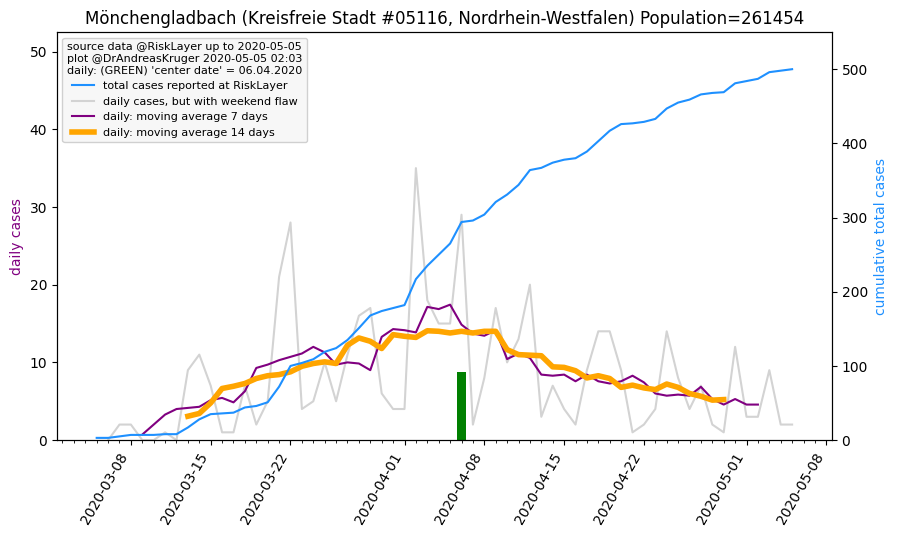 Mönchengladbach (Kreisfreie Stadt #05116, Nordrhein-Westfalen) Population=261454
source data @RiskLayer up to 2020-05-05
plot @DrAndreasKruger 2020-05-05 02:03
daily: (GREEN) 'center date' = 06.04.2020
total cases reported at RiskLayer
daily cases, but with weekend flaw
daily: moving average 7 days
daily: moving average 14 days
daily cases
50
40
30
20
10
0
cumulative total cases
500
400
300
200
100
0
2020-03-08
2020-03-15
2020-03-22
2020-04-01
2020-04-08
2020-04-15
2020-04-22
2020-05-01
2020-05-08